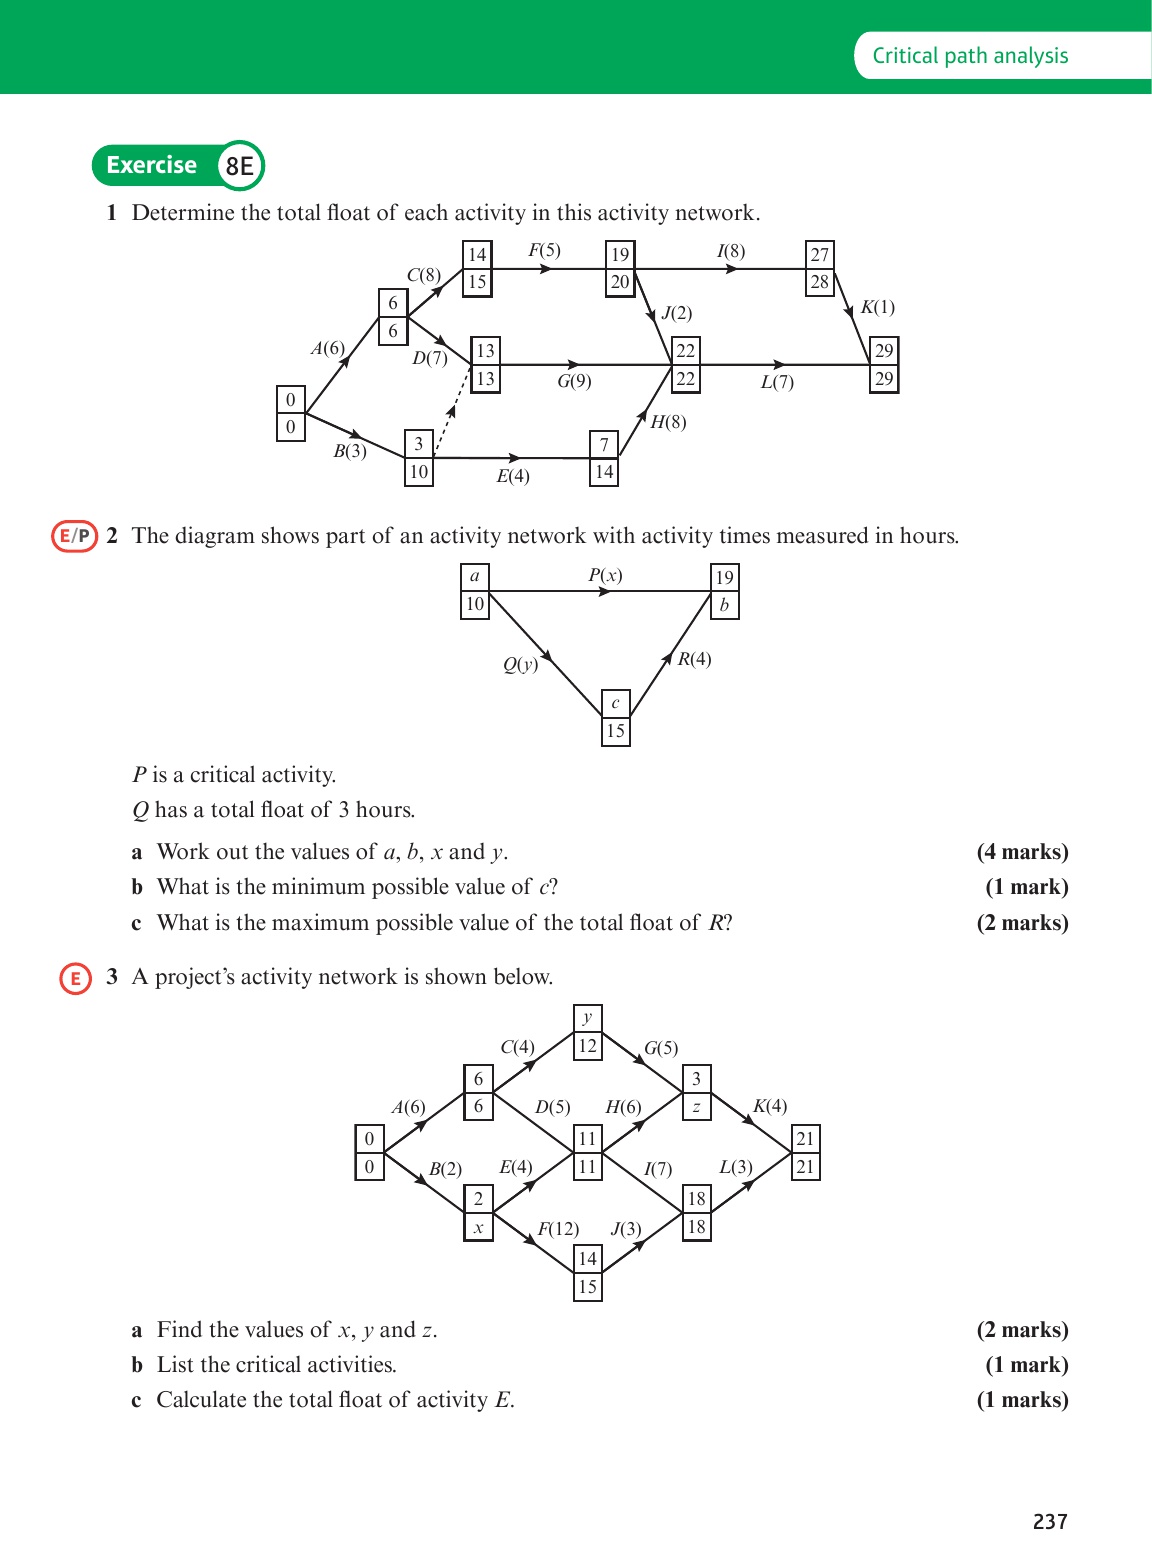 Critical path analysis
Exercise 8E
1 Determine the total float of each activity in this activity network.
14 F(5) 19 I(8) 27
C(8) 15 20 28
6 J(2) K(1)
A(6) 6
D(7) 13 22 29
0 13 G(9) 22 L(7) 29
0
B(3) 3 7 H(8)
10 E(4) 14
E/P 2 The diagram shows part of an activity network with activity times measured in hours.
a P(x) 19
10 b
Q(y) R(4)
c
15
P is a critical activity.
Q has a total float of 3 hours.
a Work out the values of a, b, x and y. (4 marks)
b What is the minimum possible value of c? (1 mark)
c What is the maximum possible value of the total float of R? (2 marks)
E 3 A project's activity network is shown below.
y
C(4) 12 G(5)
6 3
A(6) 6 D(5) H(6) z K(4)
0 11 21
0 B(2) E(4) 11 I(7) L(3) 21
2 18
x F(12) J(3) 18
14
15
a Find the values of x, y and z. (2 marks)
b List the critical activities. (1 mark)
c Calculate the total float of activity E. (1 marks)
237